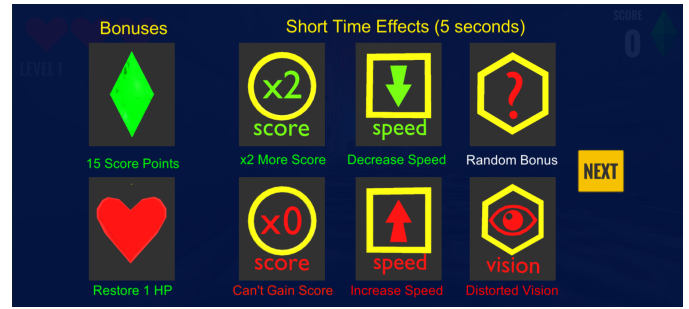 Bonuses
Short Time Effects (5 seconds)
SCORE
0
LEVEL 1
x2
score
speed
?
15 Score Points
x2 More Score
Decrease Speed
Random Bonus
NEXT
x0
score
speed
vision
Restore 1 HP
Can't Gain Score
Increase Speed
Distorted Vision